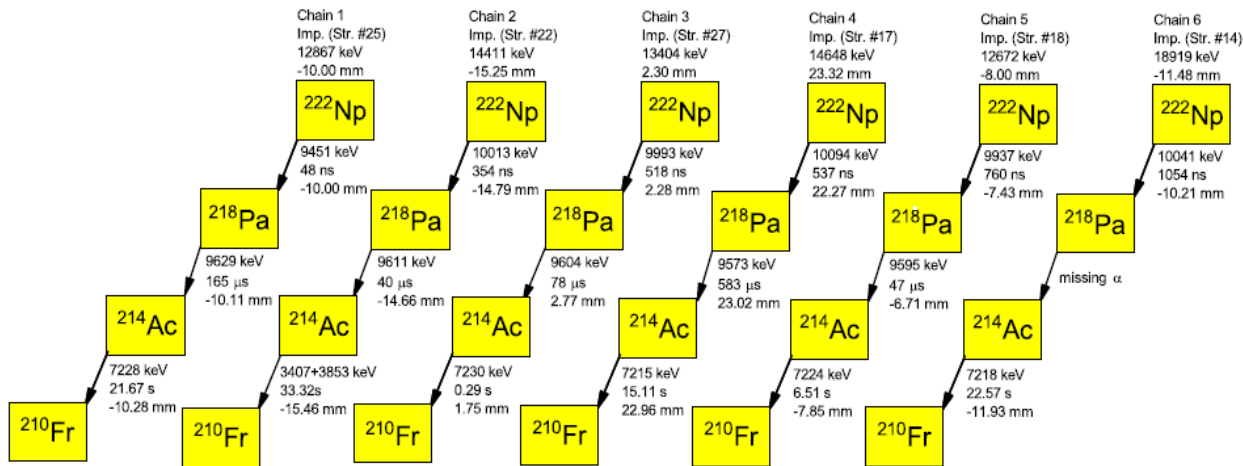 Chain 1
Imp. (Str. #25)
12867 keV
-10.00 mm
222Np
9451 keV
48 ns
-10.00 mm
218Pa
9629 keV
165 μs
-10.11 mm
214Ac
7228 keV
21.67 s
-10.28 mm
210Fr
Chain 2
Imp. (Str. #22)
14411 keV
-15.25 mm
222Np
10013 keV
354 ns
-14.79 mm
218Pa
9611 keV
40 μs
-14.66 mm
214Ac
3407+3853 keV
33.32s
-15.46 mm
210Fr
Chain 3
Imp. (Str. #27)
13404 keV
2.30 mm
222Np
9993 keV
518 ns
2.28 mm
218Pa
9604 keV
78 μs
2.77 mm
214Ac
7230 keV
0.29 s
1.75 mm
210Fr
Chain 4
Imp. (Str. #17)
14648 keV
23.32 mm
222Np
10094 keV
537 ns
22.27 mm
218Pa
9573 keV
583 μs
23.02 mm
214Ac
7215 keV
15.11 s
22.96 mm
210Fr
Chain 5
Imp. (Str. #18)
12672 keV
-8.00 mm
222Np
9937 keV
760 ns
-7.43 mm
218Pa
9595 keV
47 μs
-6.71 mm
214Ac
7224 keV
6.51 s
-7.85 mm
210Fr
Chain 6
Imp. (Str. #14)
18919 keV
-11.48 mm
222Np
10041 keV
1054 ns
-10.21 mm
218Pa
missing α
214Ac
7218 keV
22.57 s
-11.93 mm
210Fr